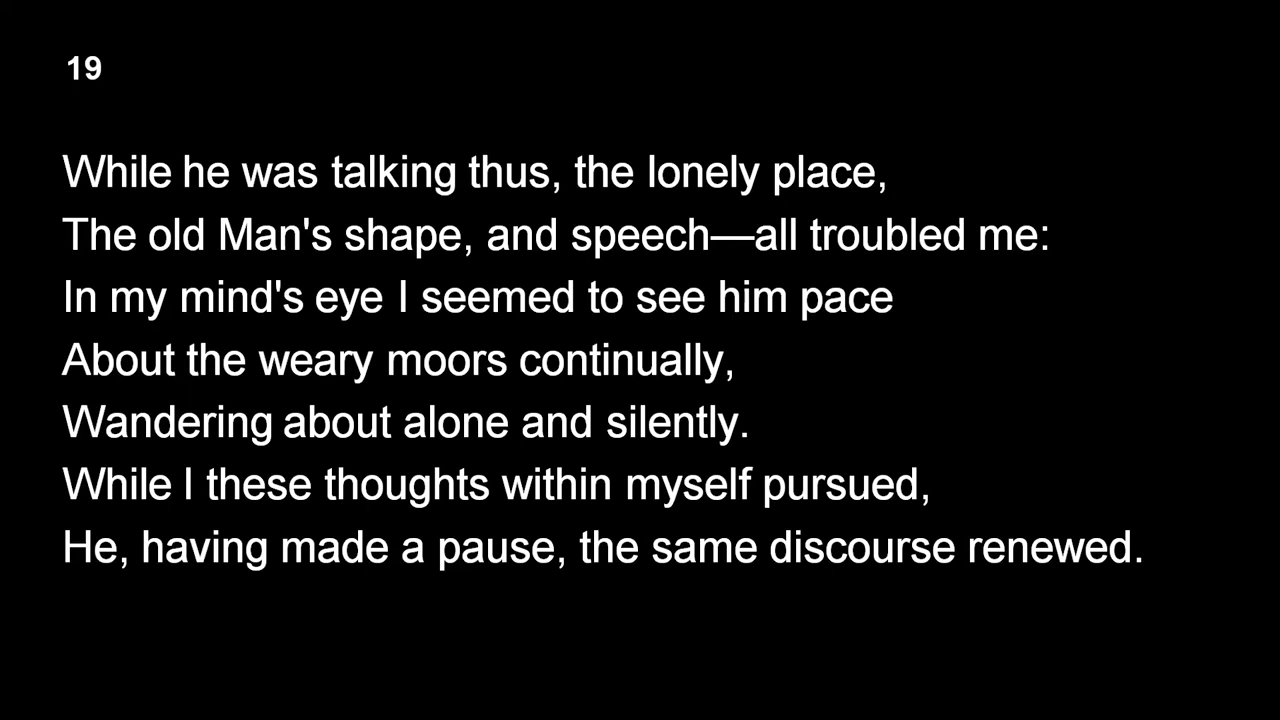 19
While he was talking thus, the lonely place,
The old Man's shape, and speech—all troubled me:
In my mind's eye I seemed to see him pace
About the weary moors continually,
Wandering about alone and silently.
While I these thoughts within myself pursued,
He, having made a pause, the same discourse renewed.